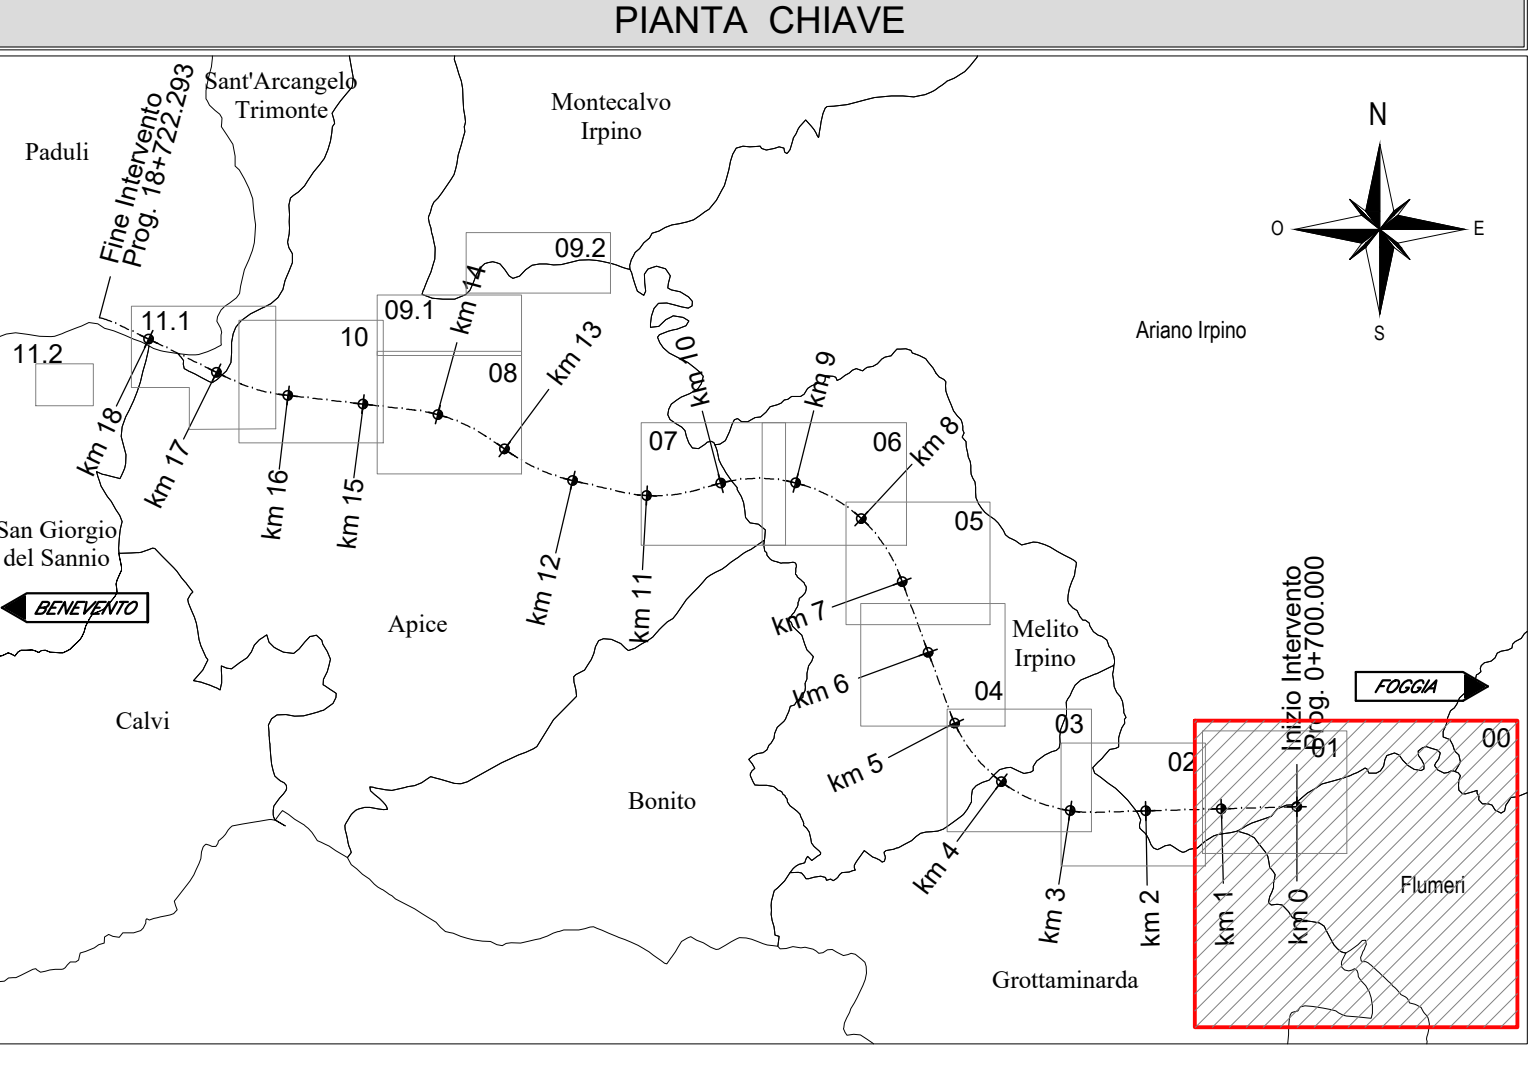 PIANTA CHIAVE
Fine Intervento
Prog. 18+722.293
Sant'Arcangelo
Trimonte
Montecalvo
Irpino
Paduli
N
O
E
S
Ariano Irpino
09.2
09.1
11.1
11.2
10
08
07
06
05
04
03
02
01
00
km 18
km 17
km 16
km 15
km 14
km 13
km 12
km 11
km 10
km 9
km 8
km 7
km 6
km 5
km 4
km 3
km 2
km 1
km 0
San Giorgio
del Sannio
BENEVENTO
Apice
Calvi
Bonito
Melito
Irpino
Inizio Intervento
Prog. 0+700.000
FOGGIA
Flumeri
Grottaminarda